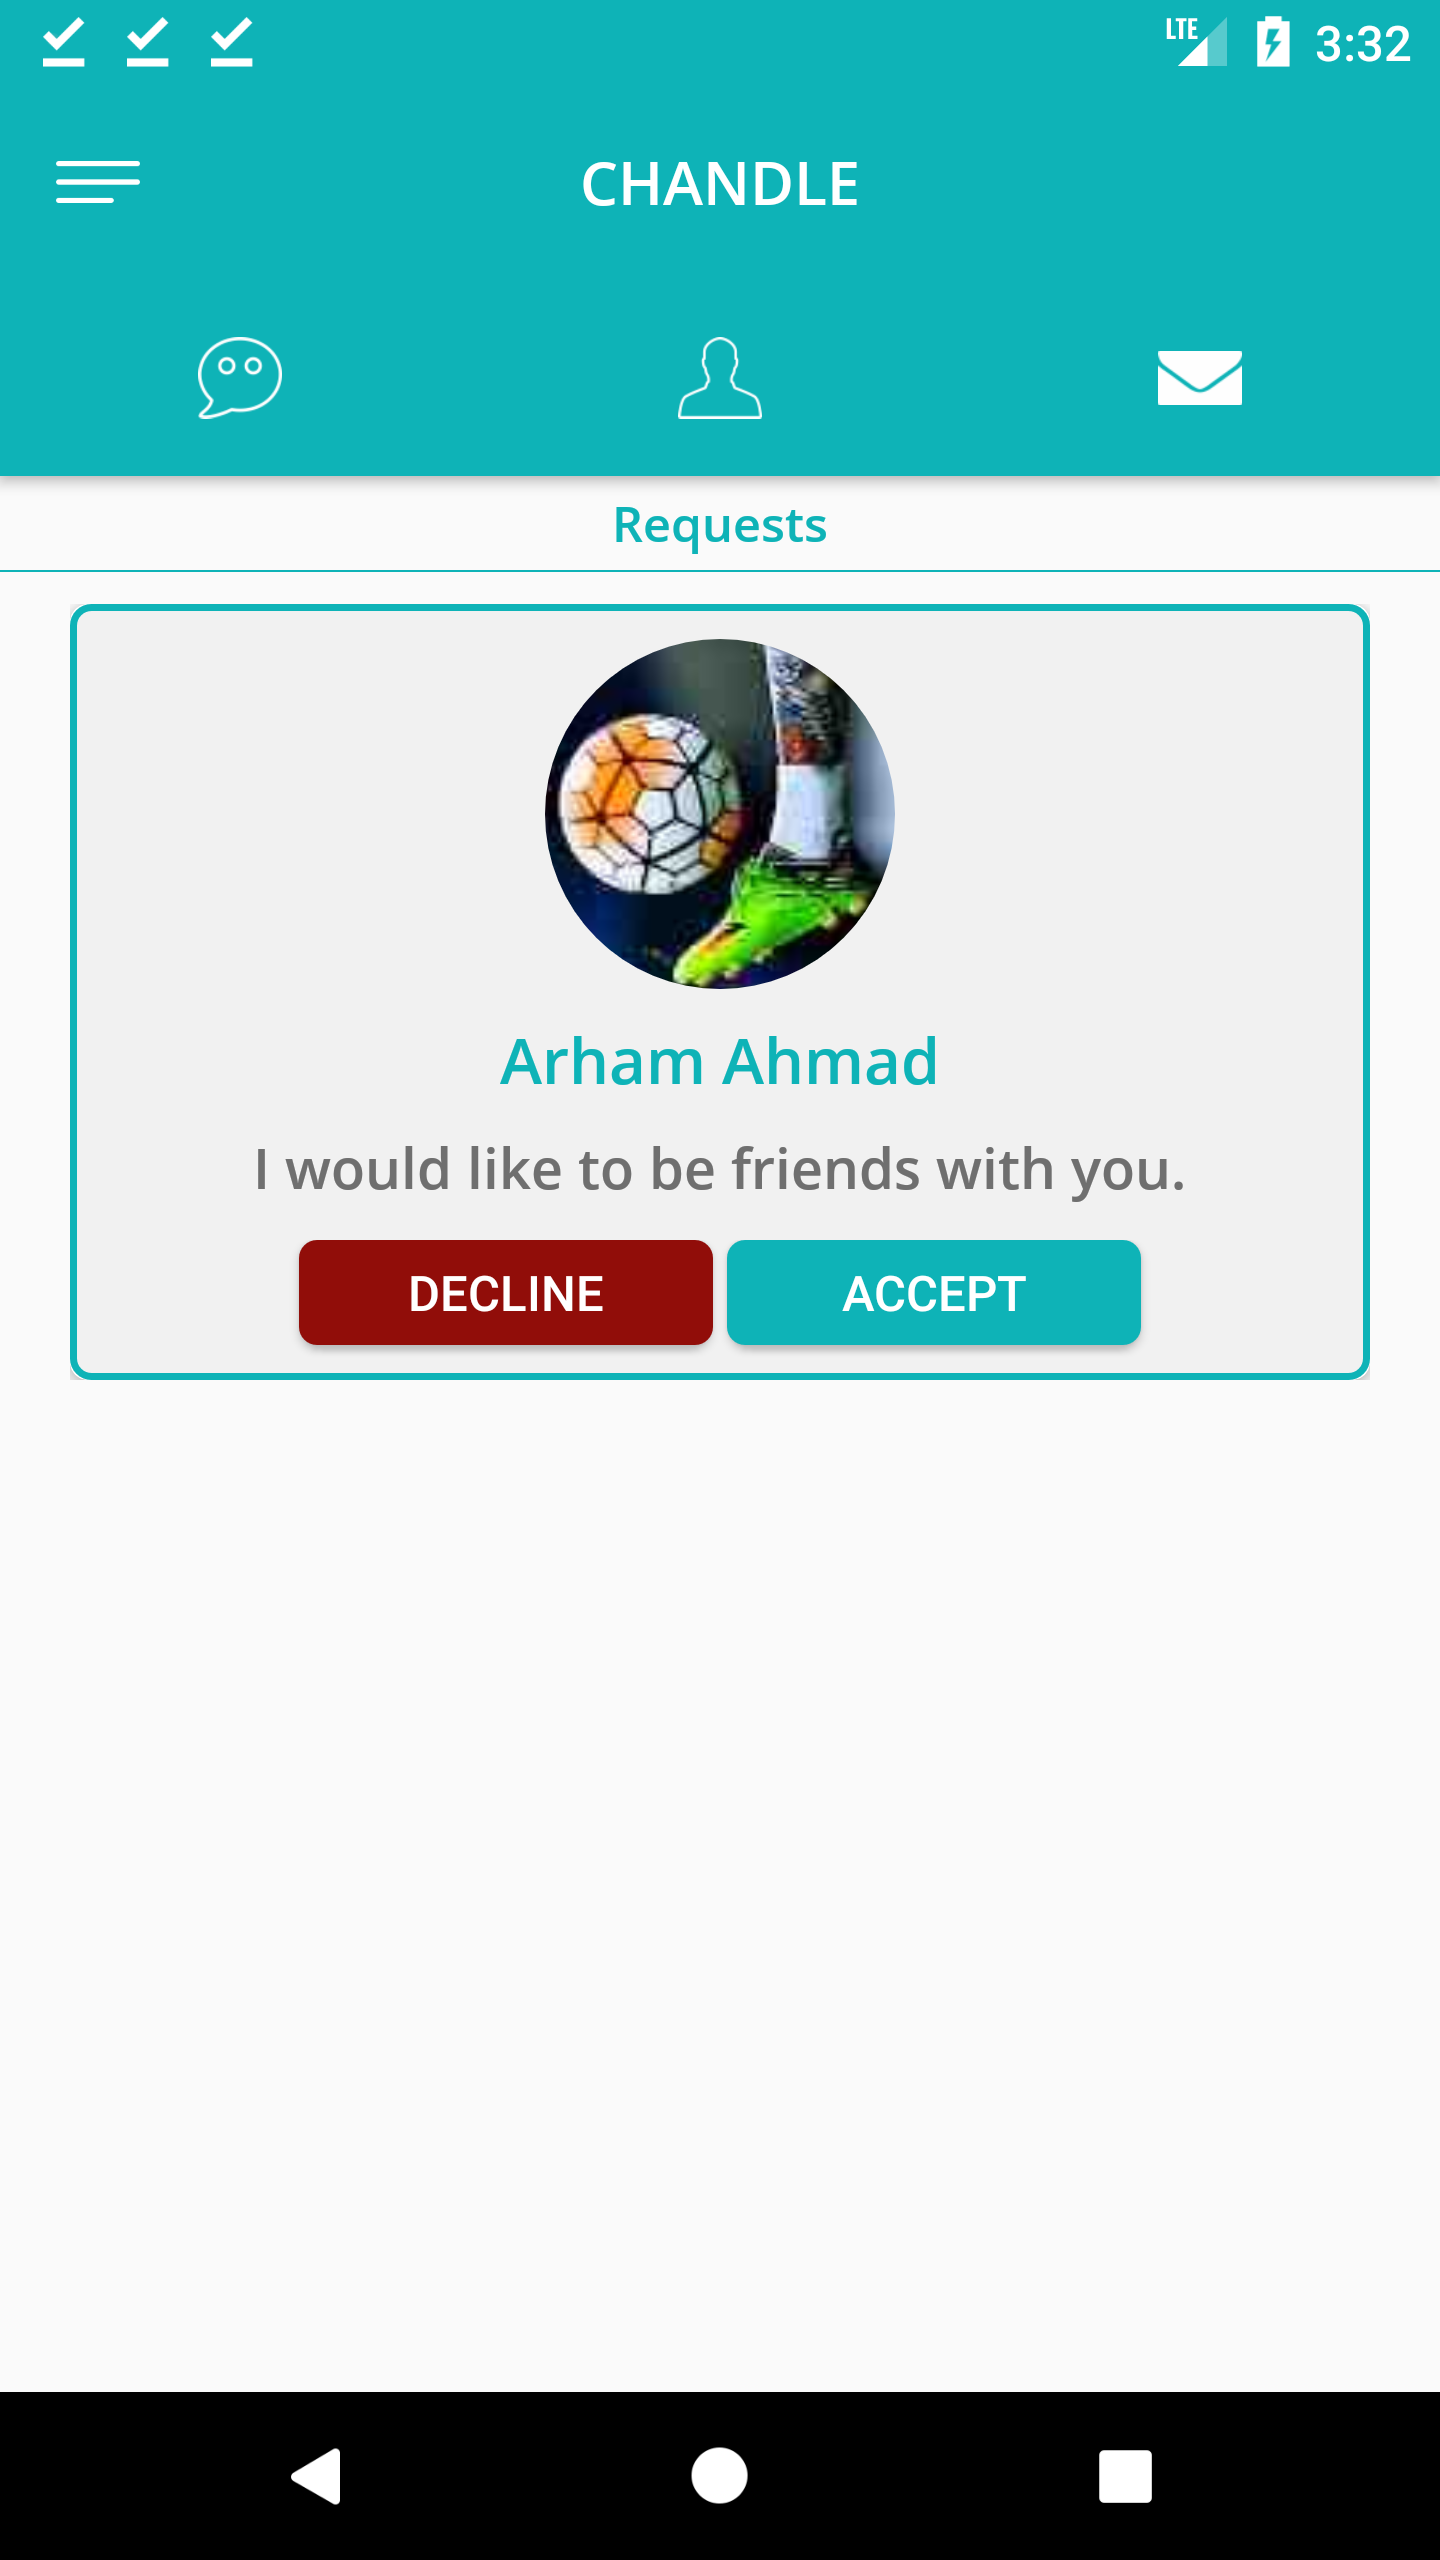 LTE 3:32
CHANDLE
Requests
Arham Ahmad
I would like to be friends with you.
DECLINE ACCEPT